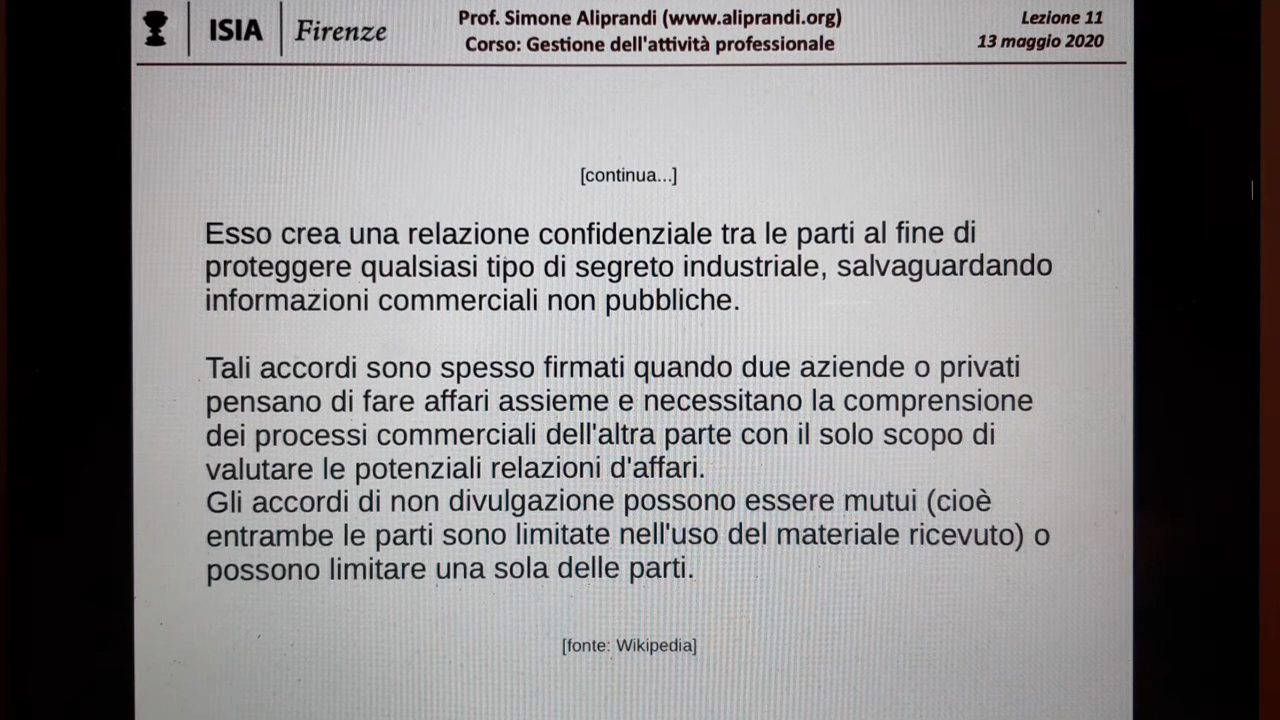 ISIA Firenze
Prof. Simone Aliprandi (www.aliprandi.org)
Corso: Gestione dell'attività professionale
Lezione 11
13 maggio 2020
[continua...]
Esso crea una relazione confidenziale tra le parti al fine di
proteggere qualsiasi tipo di segreto industriale, salvaguardando
informazioni commerciali non pubbliche.
Tali accordi sono spesso firmati quando due aziende o privati
pensano di fare affari assieme e necessitano la comprensione
dei processi commerciali dell'altra parte con il solo scopo di
valutare le potenziali relazioni d'affari.
Gli accordi di non divulgazione possono essere mutui (cioè
entrambe le parti sono limitate nell'uso del materiale ricevuto) o
possono limitare una sola delle parti.
[fonte: Wikipedia]